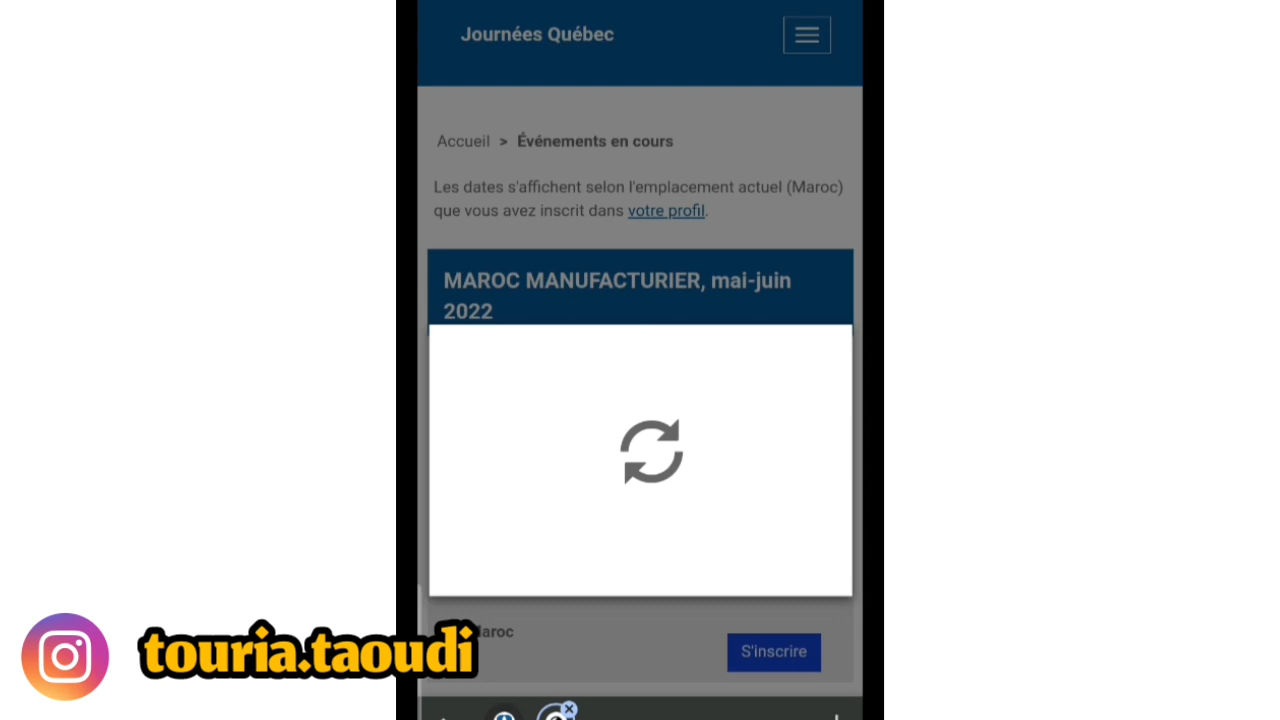 Journées Québec
Accueil > Événements en cours
Les dates s'affichent selon l'emplacement actuel (Maroc)
que vous avez inscrit dans votre profil.
MAROC MANUFACTURIER, mai-juin
2022
S'inscrire
touria.taoudi